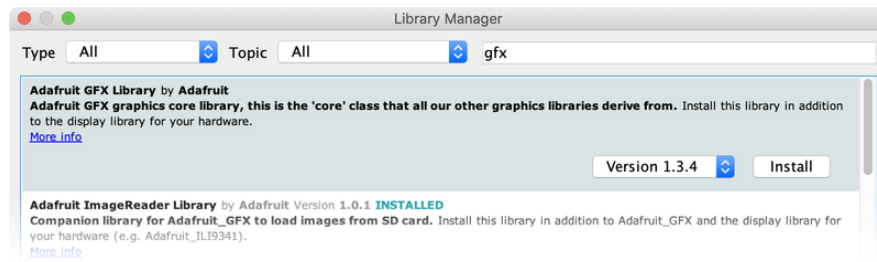 Library Manager
Type All Topic All gfx
Adafruit GFX Library by Adafruit
Adafruit GFX graphics core library, this is the 'core' class that all our other graphics libraries derive from. Install this library in addition
to the display library for your hardware.
More info
Version 1.3.4 Install
Adafruit ImageReader Library by Adafruit Version 1.0.1 INSTALLED
Companion library for Adafruit_GFX to load images from SD card. Install this library in addition to Adafruit_GFX and the display library for
your hardware (e.g. Adafruit_ILI9341).
More info